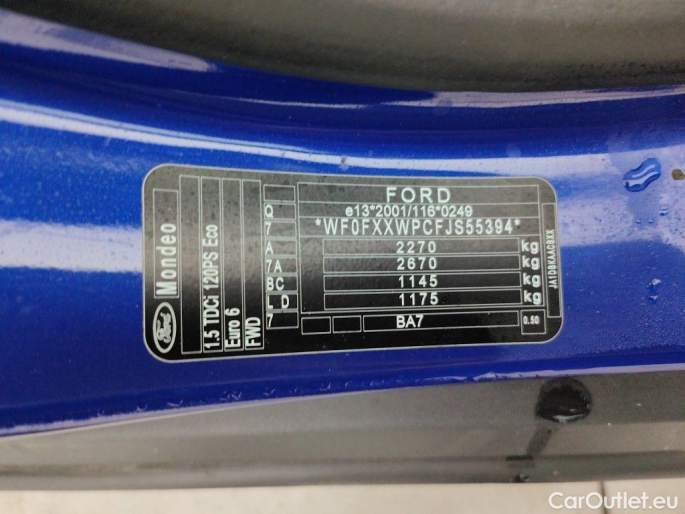 FORD
e13*2001/116*0249
*WF0FXXWPCFJS55394*
2270 kg
2670 kg
1145 kg
1175 kg
BA7
0.50
Q
7
A
7A
BC
L D
7
Ford
Mondeo
1.5 TDCi 120PS Eco
Euro 6
FWD
CarOutlet.eu